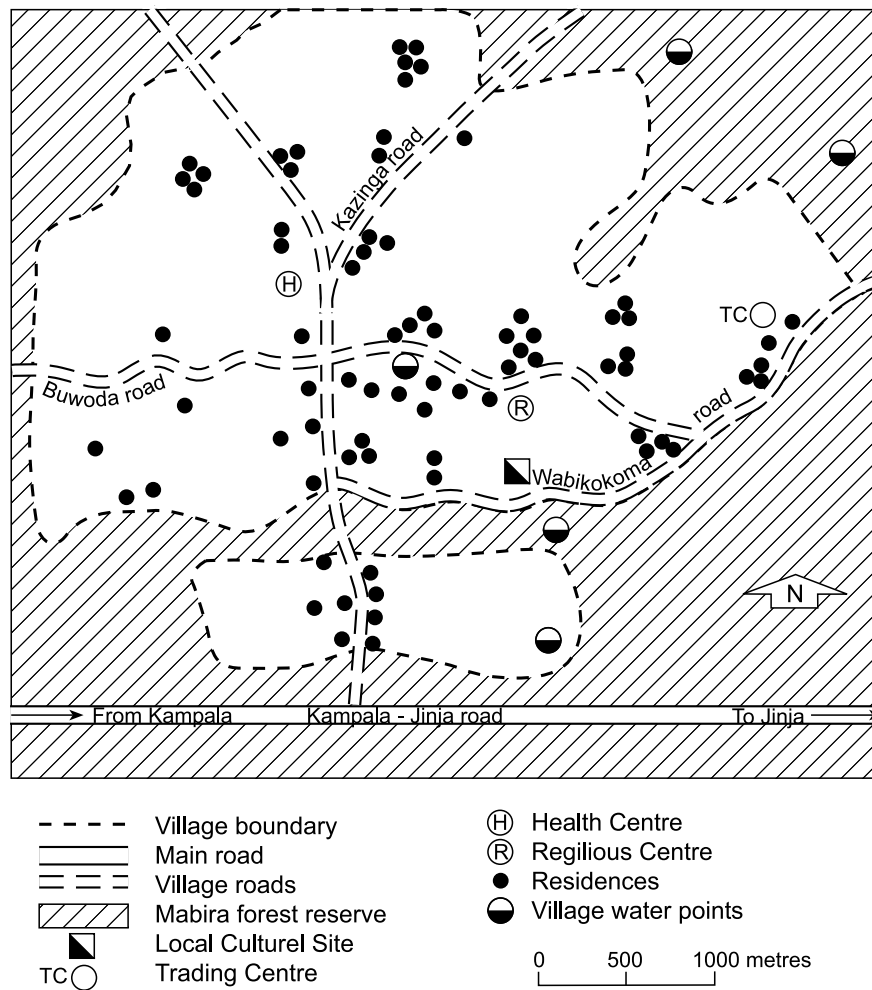 Kazinga road
H
TC
Buwoda road
R
road
Wabikokoma
N
From Kampala
Kampala - Jinja road
To Jinja
Village boundary
Main road
Village roads
Mabira forest reserve
Local Culturel Site
TC
Trading Centre
H
Health Centre
R
Regilious Centre
Residences
Village water points
0 500 1000 metres